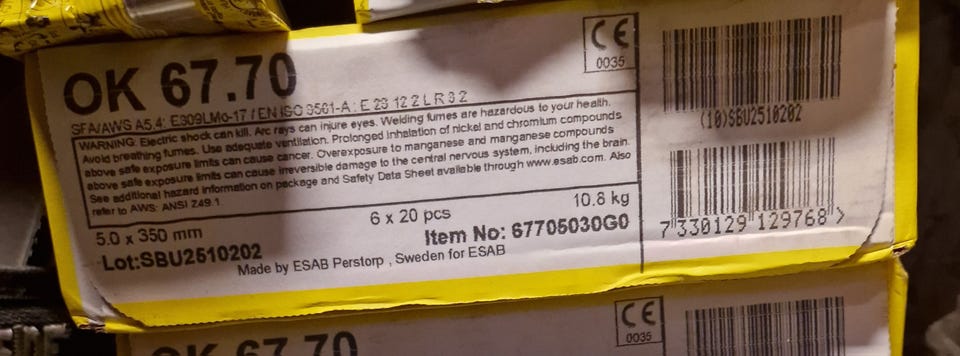 OK 67.70
SFA/AWS A5.4: E309LMo-17 / EN ISO 3581-A: E 23 12 2 L R 3 2
WARNING: Electric shock can kill. Arc rays can injure eyes. Welding fumes are hazardous to your health.
Avoid breathing fumes. Use adequate ventilation. Prolonged inhalation of nickel and chromium compounds
above safe exposure limits can cause cancer. Overexposure to manganese and manganese compounds
above safe exposure limits can cause irreversible damage to the central nervous system, including the brain.
See additional hazard information on package and Safety Data Sheet available through www.esab.com. Also
refer to AWS: ANSI Z49.1.
5.0 x 350 mm
6 x 20 pcs
10.8 kg
Lot:SBU2510202
Item No: 67705030G0
Made by ESAB Perstorp , Sweden for ESAB
CE
0035
(10)SBU2510202
7 330129 129768 >
OK 67.70
CE
0035